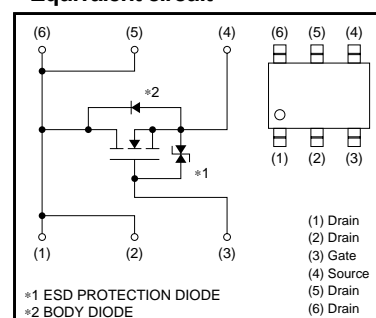 Equivalent circuit
(6) (5) (4)
∗2
∗1
(1) (2) (3)
∗1 ESD PROTECTION DIODE
∗2 BODY DIODE
(6) (5) (4)
(1) (2) (3)
(1) Drain
(2) Drain
(3) Gate
(4) Source
(5) Drain
(6) Drain